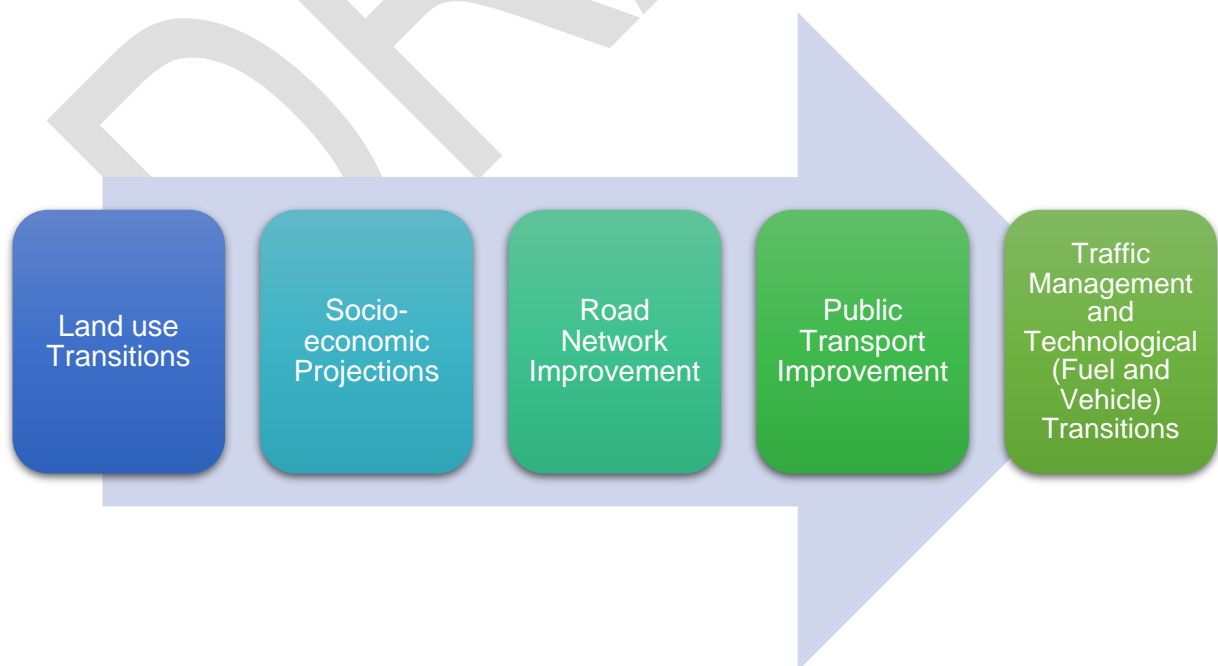 Land use
Transitions
Socio-
economic
Projections
Road
Network
Improvement
Public
Transport
Improvement
Traffic
Management
and
Technological
(Fuel and
Vehicle)
Transitions